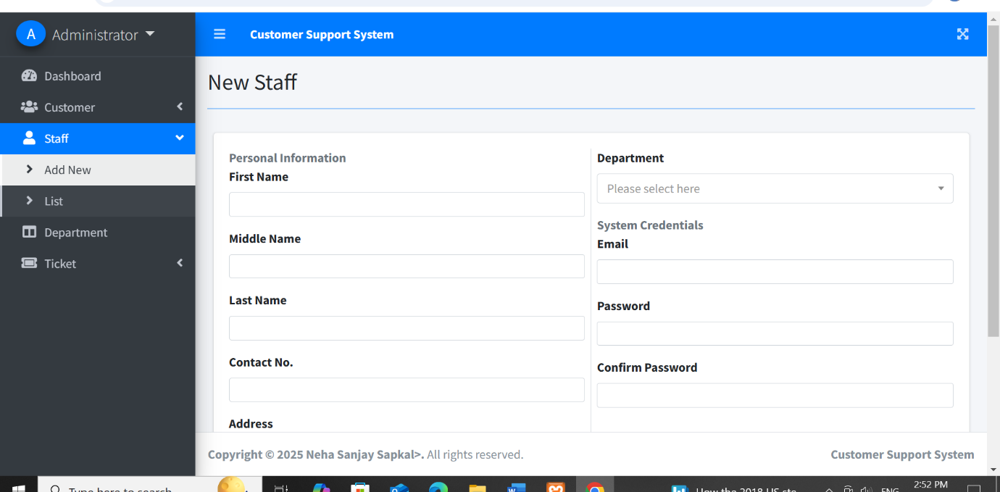 A Administrator
Customer Support System
Dashboard
Customer
Staff
Add New
List
Department
Ticket
New Staff
Personal Information
First Name
Middle Name
Last Name
Contact No.
Address
Department
Please select here
System Credentials
Email
Password
Confirm Password
Copyright © 2025 Neha Sanjay Sapkal>. All rights reserved.
Customer Support System
Type here to search
How the 2018 US ste
ENG
2:52 PM